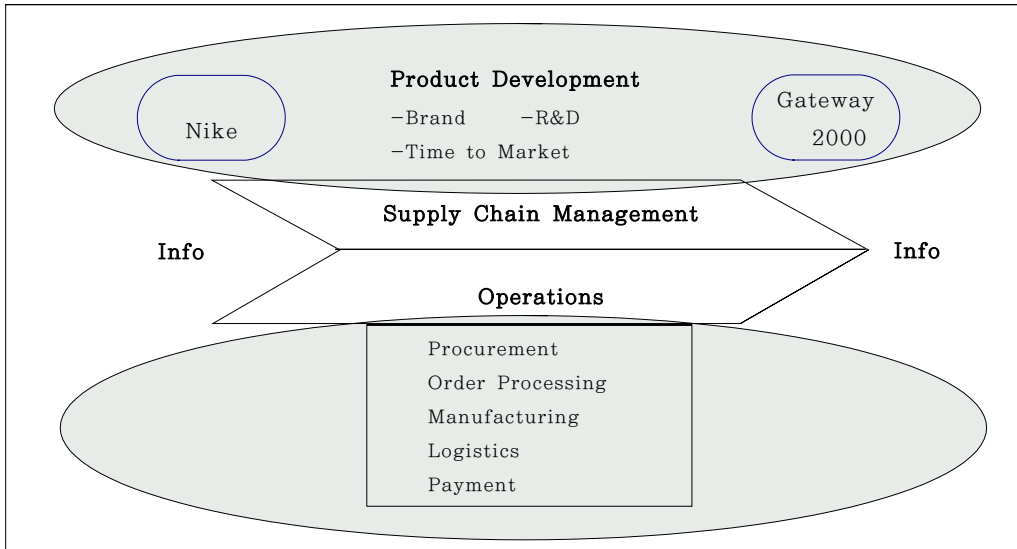 Product Development
Nike
-Brand -R&D
-Time to Market
Gateway
2000
Supply Chain Management
Info
Info
Operations
Procurement
Order Processing
Manufacturing
Logistics
Payment